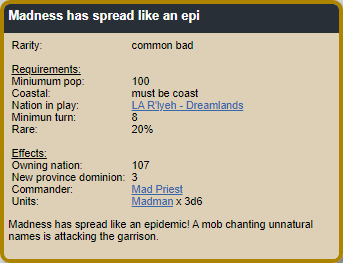 Madness has spread like an epi
Rarity: common bad
Requirements:
Miniumum pop: 100
Coastal: must be coast
Nation in play: LA R'lyeh - Dreamlands
Minimun turn: 8
Rare: 20%
Effects:
Owning nation: 107
New province dominion: 3
Commander: Mad Priest
Units: Madman x 3d6
Madness has spread like an epidemic! A mob chanting unnatural
names is attacking the garrison.